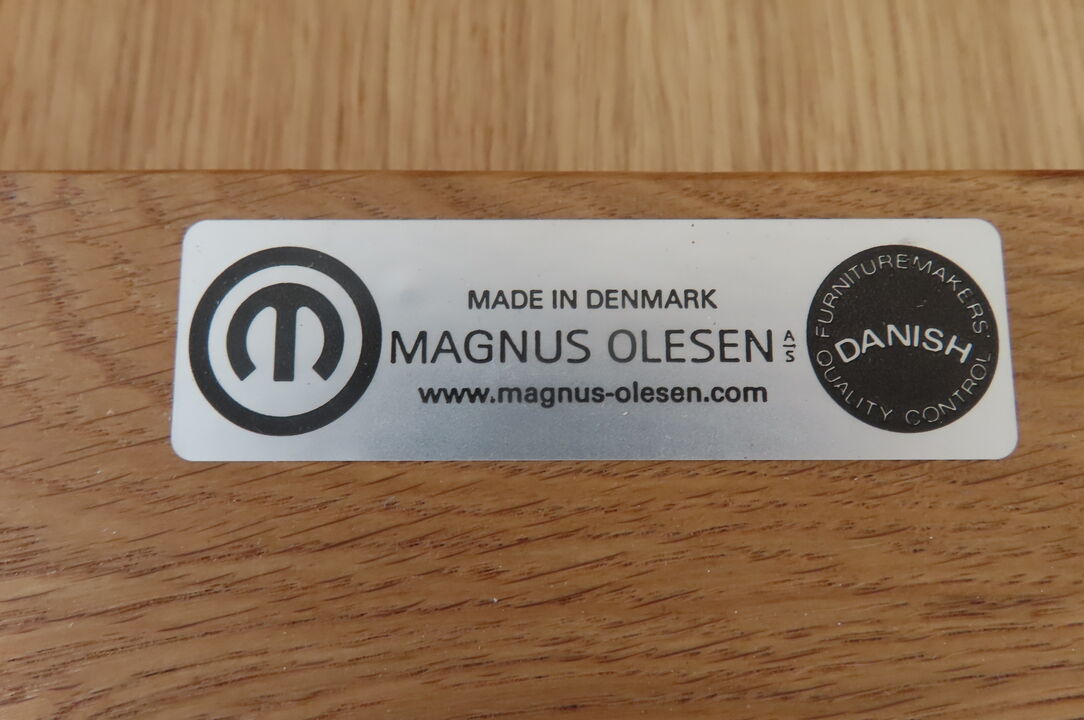 MADE IN DENMARK
MAGNUS OLESEN A/S
www.magnus-olesen.com
FURNITUREMAKERS
DANISH
QUALITY CONTROL